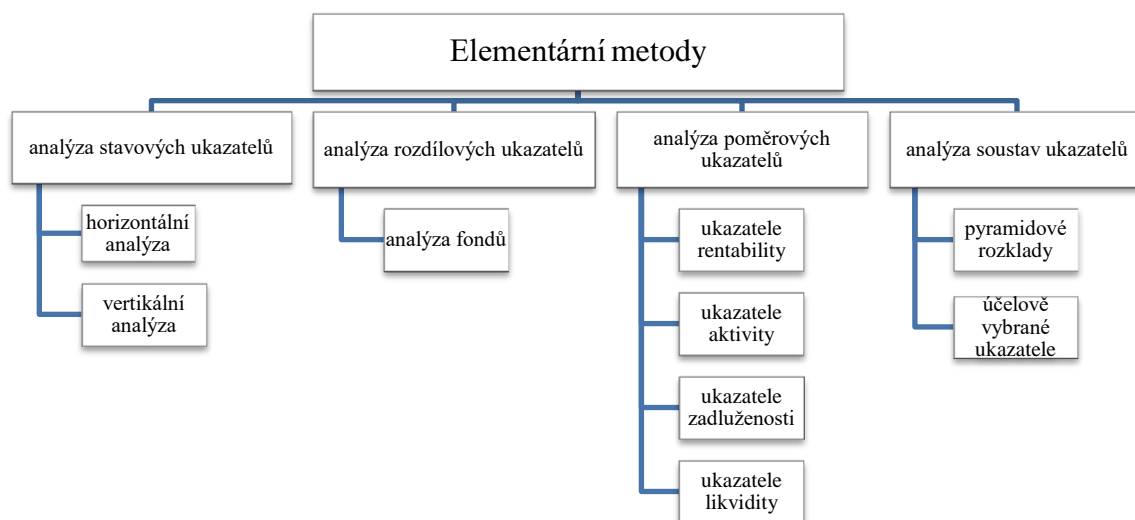 Elementární metody
analýza stavových ukazatelů
horizontální
analýza
vertikální
analýza
analýza rozdílových ukazatelů
analýza fondů
analýza poměrových
ukazatelů
ukazatele
rentability
ukazatele
aktivity
ukazatele
zadluženosti
ukazatele
likvidity
analýza soustav ukazatelů
pyramidové
rozklady
účelově
vybrané
ukazatele